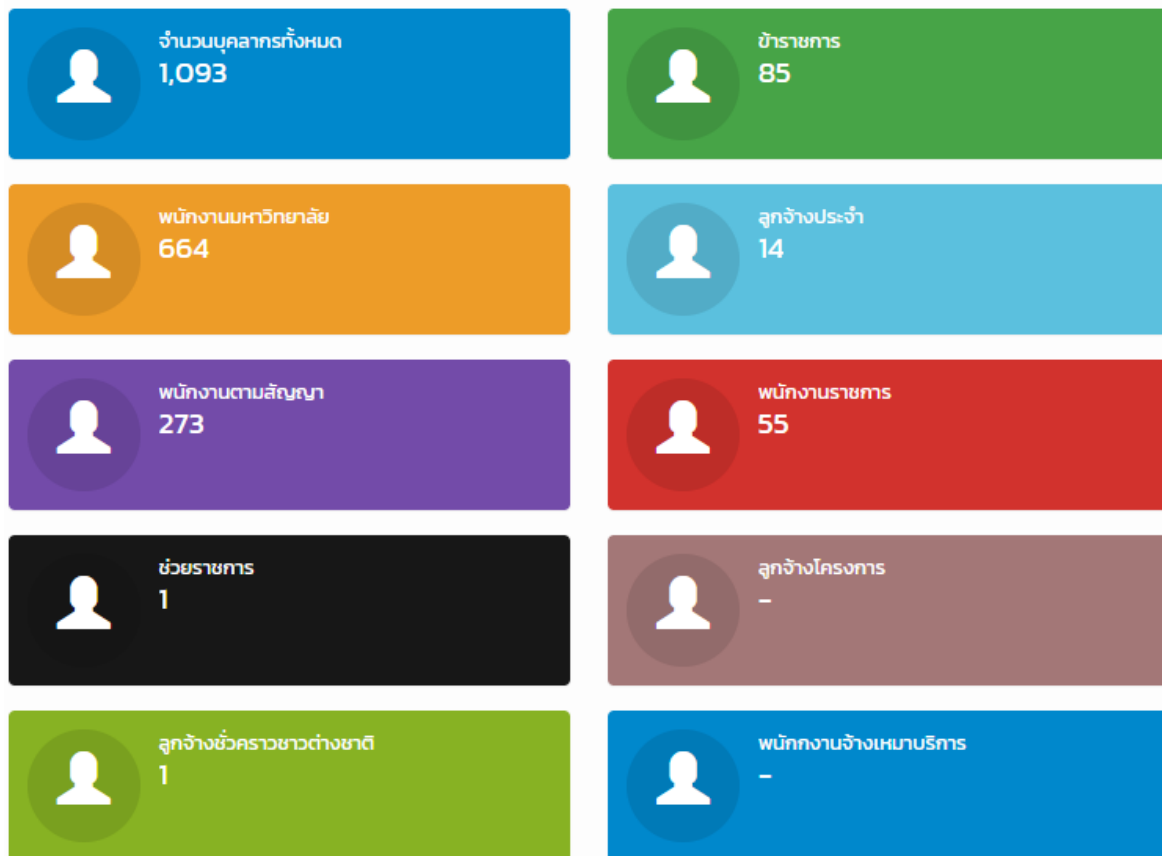 จำนวนบุคลากรทั้งหมด
1,093
ข้าราชการ
85
พนักงานมหาวิทยาลัย
664
ลูกจ้างประจำ
14
พนักงานตามสัญญา
273
พนักงานราชการ
55
ช่วยราชการ
1
ลูกจ้างโครงการ
-
ลูกจ้างชั่วคราวชาวต่างชาติ
1
พนักกงานจ้างเหมาบริการ
-